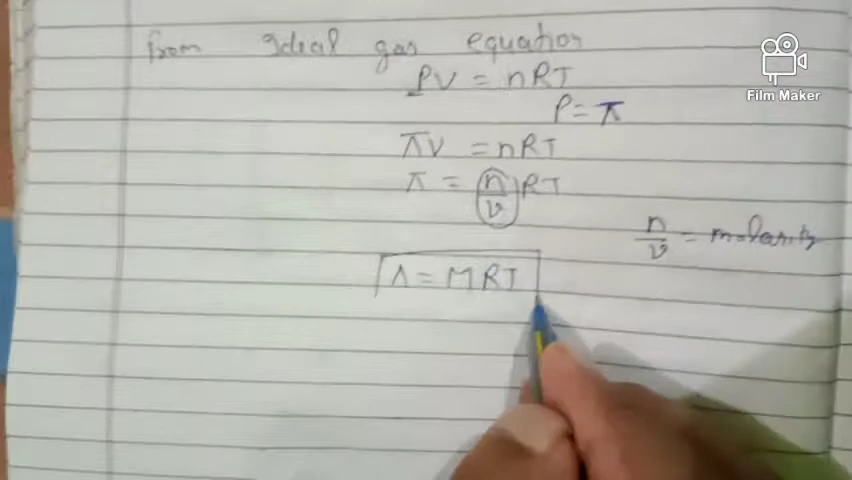 from Ideal gas equation
PV = nRT
P = π
πV = nRT
π = n/v RT
n/v = molarity
π = MRT
Film Maker